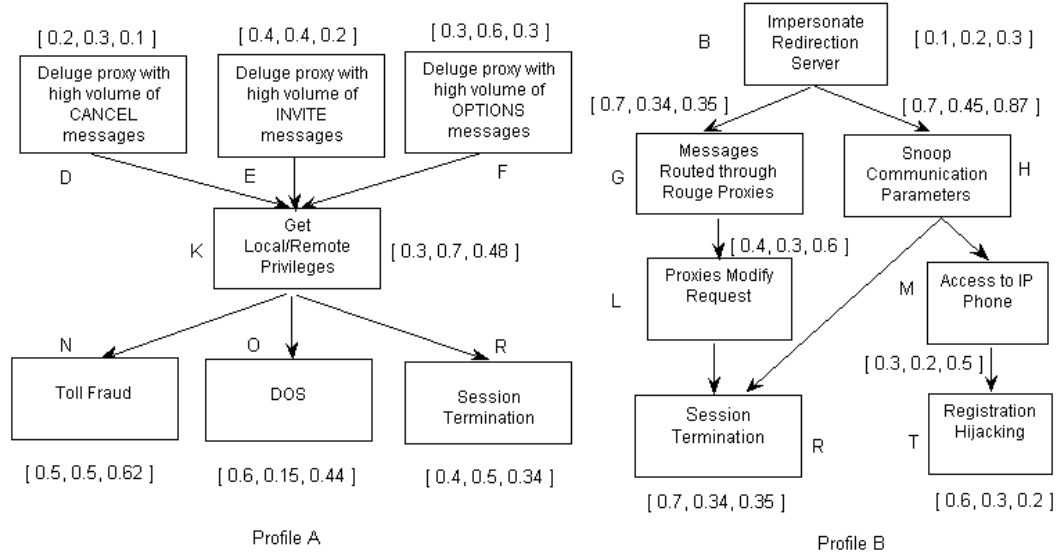 [ 0.2, 0.3, 0.1 ]
[ 0.4, 0.4, 0.2 ]
[ 0.3, 0.6, 0.3 ]
Deluge proxy with
high volume of
CANCEL
messages
Deluge proxy with
high volume of
INVITE
messages
Deluge proxy with
high volume of
OPTIONS
messages
D
E
F
Get
Local/Remote
Privileges
K
[ 0.3, 0.7, 0.48 ]
N
O
R
Toll Fraud
DOS
Session
Termination
[ 0.5, 0.5, 0.62 ]
[ 0.6, 0.15, 0.44 ]
[ 0.4, 0.5, 0.34 ]
Profile A
B
Impersonate
Redirection
Server
[ 0.1, 0.2, 0.3 ]
[ 0.7, 0.34, 0.35 ]
[ 0.7, 0.45, 0.87 ]
G
Messages
Routed through
Rouge Proxies
Snoop
Communication
Parameters
H
[ 0.4, 0.3, 0.6 ]
L
Proxies Modify
Request
M
Access to IP
Phone
[ 0.3, 0.2, 0.5 ]
Session
Termination
R
T
Registration
Hijacking
[ 0.7, 0.34, 0.35 ]
[ 0.6, 0.3, 0.2 ]
Profile B